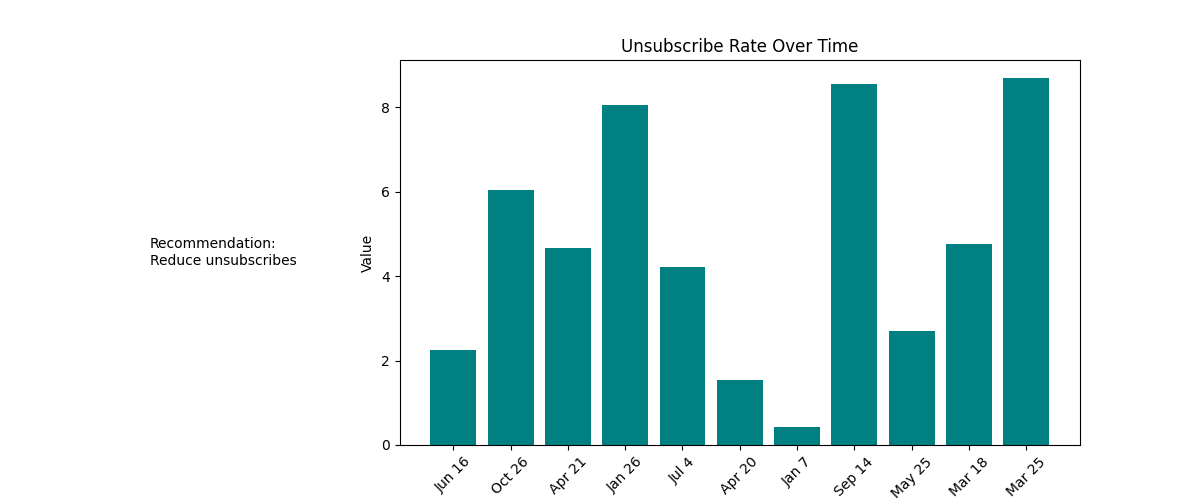 Unsubscribe Rate Over Time
Recommendation:
Reduce unsubscribes
Value
8
6
4
2
0
Jun 16
Oct 26
Apr 21
Jan 26
Jul 4
Apr 20
Jan 7
Sep 14
May 25
Mar 18
Mar 25